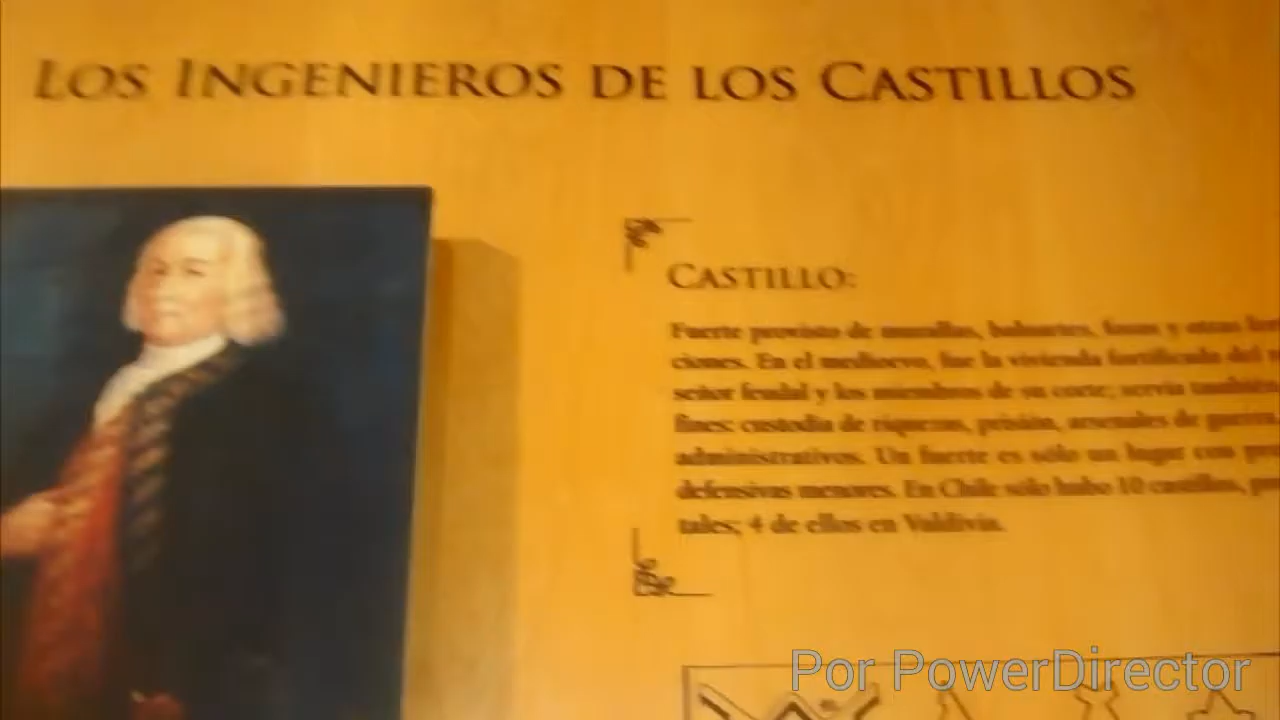 LOS INGENIEROS DE LOS CASTILLOS
CASTILLO:
Fuerte provisto de murallas, baluartes, fosos y otras
ciones. En el medioevo, fue la vivienda fortificada del
señor feudal y los miembros de su corte; servía también
fines: custodia de riquezas, prisión, arsenales de guerra,
administrativos. Un fuerte es sólo un lugar con
defensivas menores. En Chile sólo hubo 10 castillos,
tales; 4 de ellos en Valdivia.
Por PowerDirector